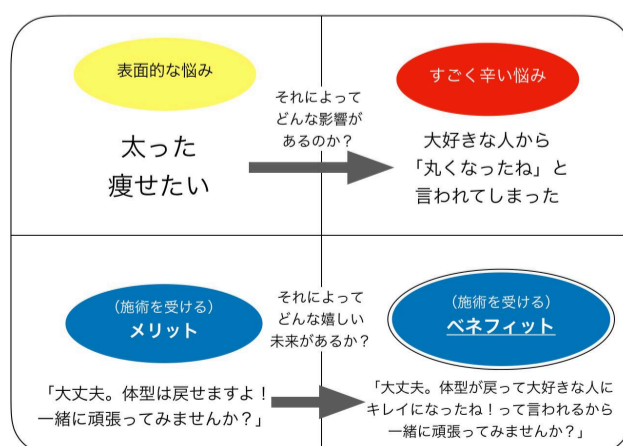 表面的な悩み
それによって
どんな影響が
あるのか？
すごく辛い悩み
太った
痩せたい
大好きな人から
「丸くなったね」と
言われてしまった
（施術を受ける）
メリット
それによって
どんな嬉しい
未来があるか？
（施術を受ける）
ベネフィット
「大丈夫。体型は戻せますよ！
一緒に頑張ってみませんか？」
「大丈夫。体型が戻って大好きな人に
キレイになったね！って言われるから
一緒に頑張ってみませんか？」